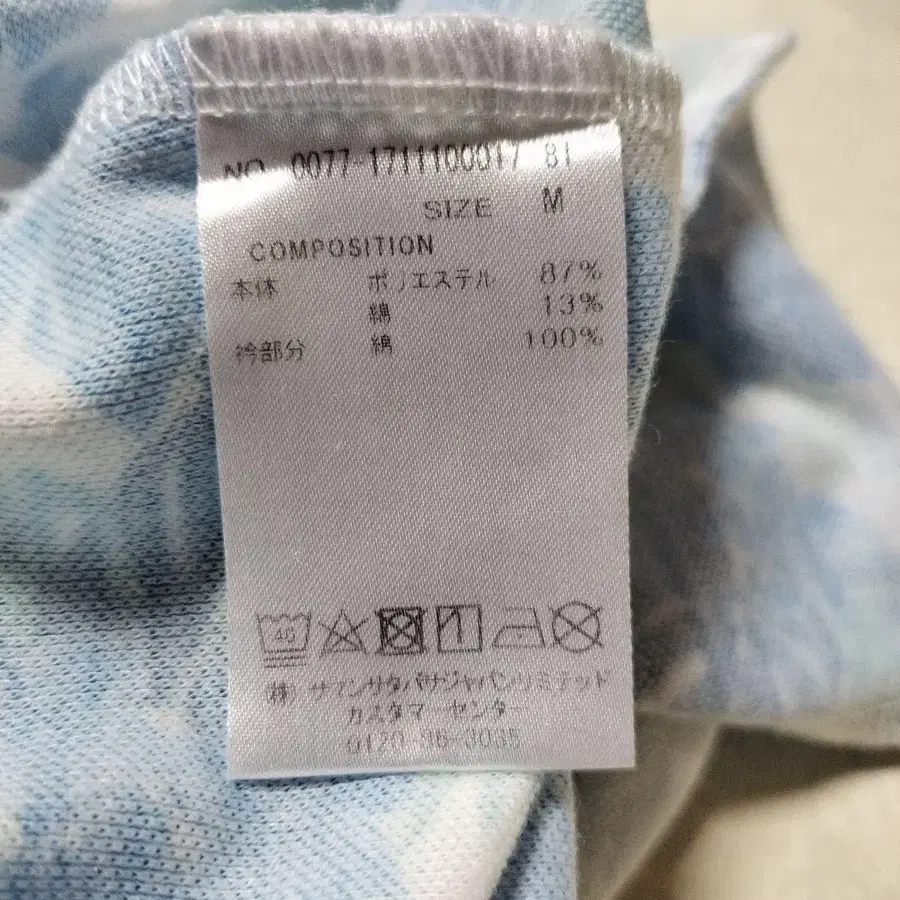 NO 0077-1711100017 81
SIZE M
COMPOSITION
本体 ポリエステル 87%
綿 13%
衿部分 綿 100%
40
(株) サマンサタバサジャパンリミテッド
カスタマーセンター
0120-36-3035